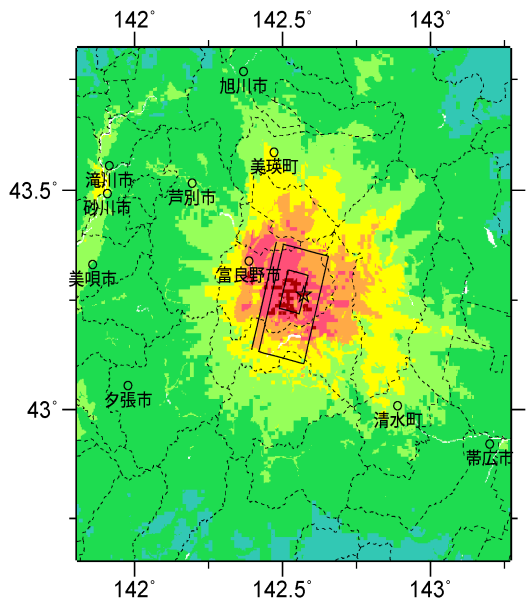 142° 142.5° 143°
旭川市
美瑛町
滝川市
43.5°
芦別市
砂川市
富良野市
美唄市
夕張市
43°
清水町
帯広市
142° 142.5° 143°